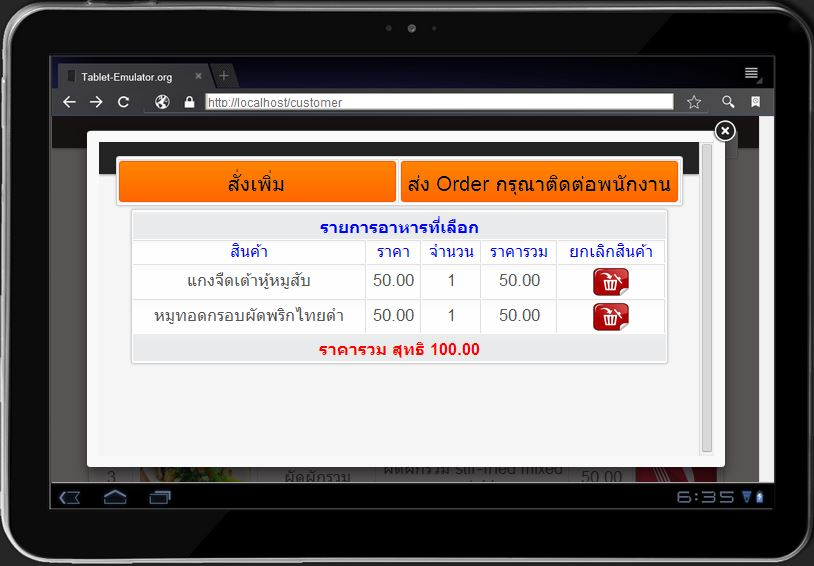 Tablet-Emulator.org
http://localhost/customer
สั่งเพิ่ม
ส่ง Order กรุณาติดต่อพนักงาน
รายการอาหารที่เลือก
สินค้า ราคา จำนวน ราคารวม ยกเลิกสินค้า
แกงจืดเต้าหู้หมูสับ 50.00 1 50.00
หมูทอดกรอบผัดพริกไทยดำ 50.00 1 50.00
ราคารวม สุทธิ 100.00
3 ผัดผักรวม ผัดผักรวม stir-fried mixed 50.00
6:35